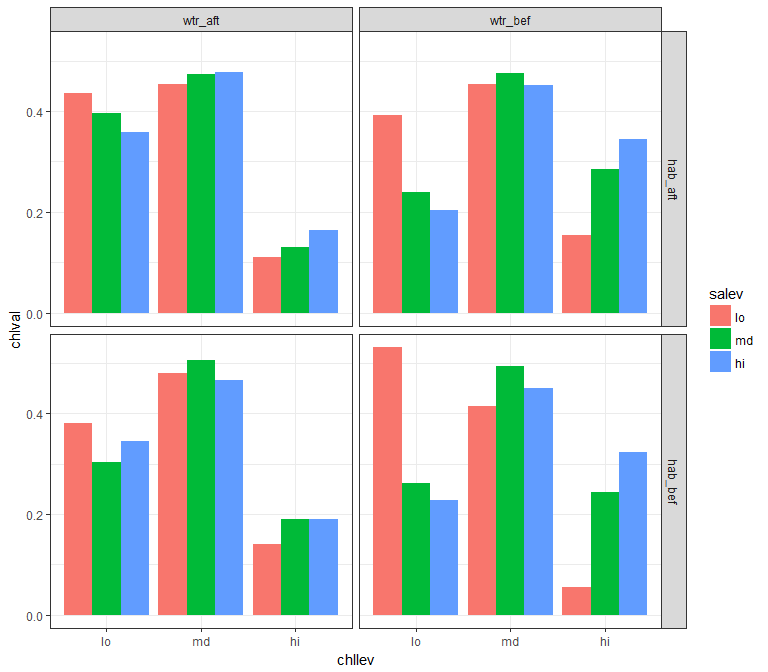 wtr_aft
wtr_bef
chlval
0.4
0.2
0.0
hab_aft
0.4
0.2
0.0
hab_bef
lo
md
hi
lo
md
hi
chllev
salev
lo
md
hi